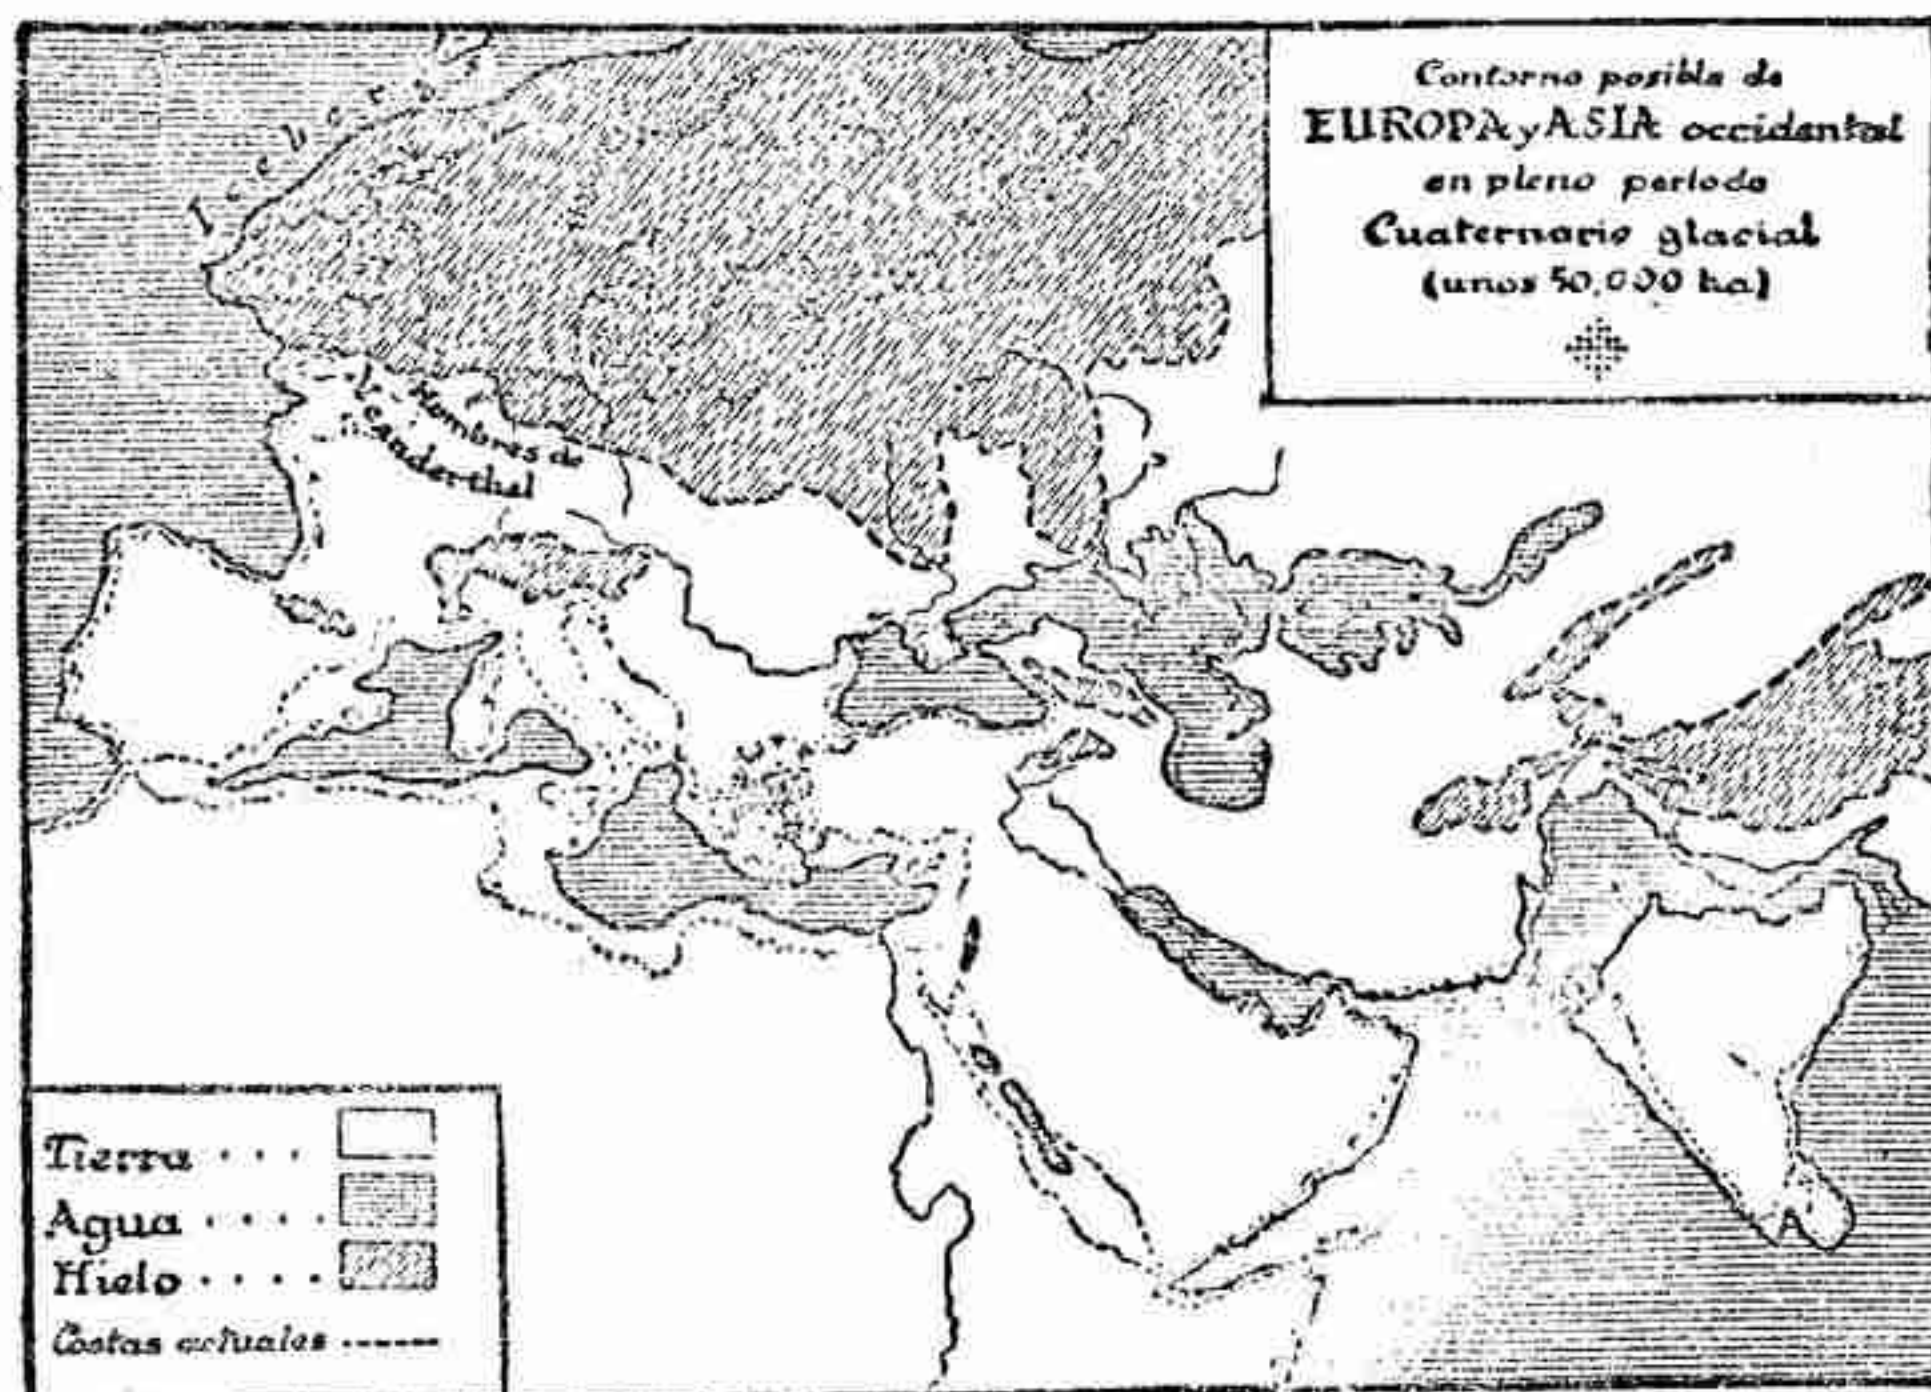 Contorno posible de
EUROPA y ASIA occidental
en pleno período
Cuaternario glacial
(unos 50,000 ha)
Icebergs
Hombres de
Neanderthal
Tierra . . .
Agua . . . .
Hielo . . . .
Costas actuales ------